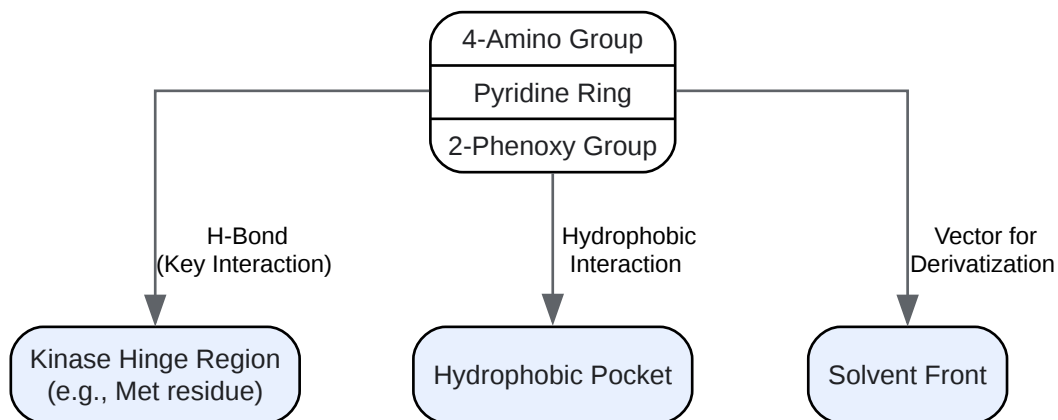 4-Amino Group
Pyridine Ring
2-Phenoxy Group
H-Bond
(Key Interaction)
Hydrophobic
Interaction
Vector for
Derivatization
Kinase Hinge Region
(e.g., Met residue)
Hydrophobic Pocket
Solvent Front